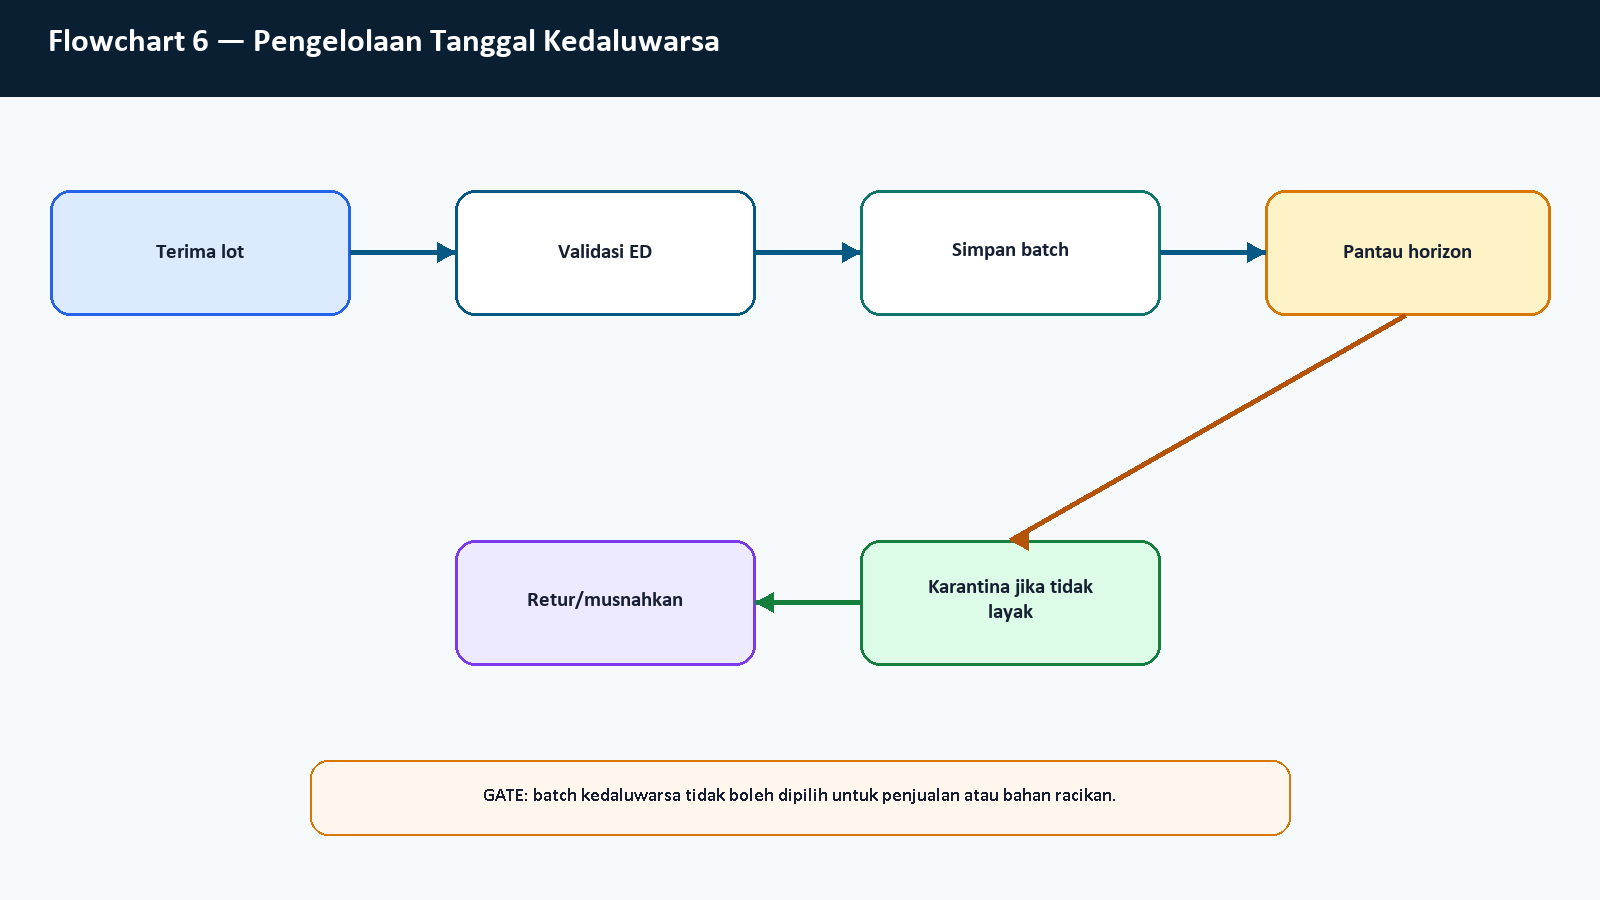 Flowchart 6 — Pengelolaan Tanggal Kedaluwarsa
Terima lot
Validasi ED
Simpan batch
Pantau horizon
Retur/musnahkan
Karantina jika tidak
layak
GATE: batch kedaluwarsa tidak boleh dipilih untuk penjualan atau bahan racikan.